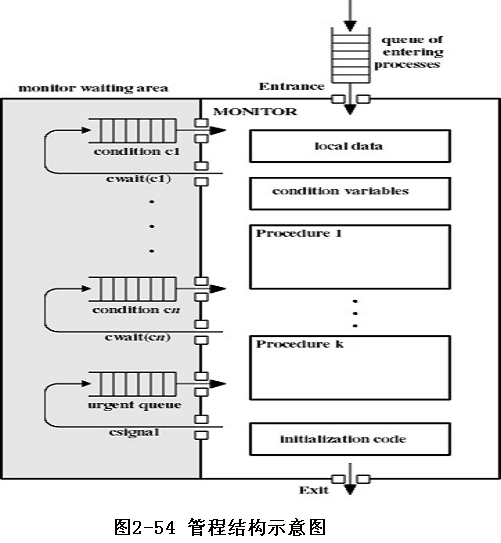 queue of
entering
processes
Entrance
monitor waiting area
MONITOR
condition c1
local data
cwait(c1)
condition variables
Procedure 1
condition cn
cwait(cn)
Procedure k
urgent queue
csignal
initialization code
Exit
图2-54 管程结构示意图